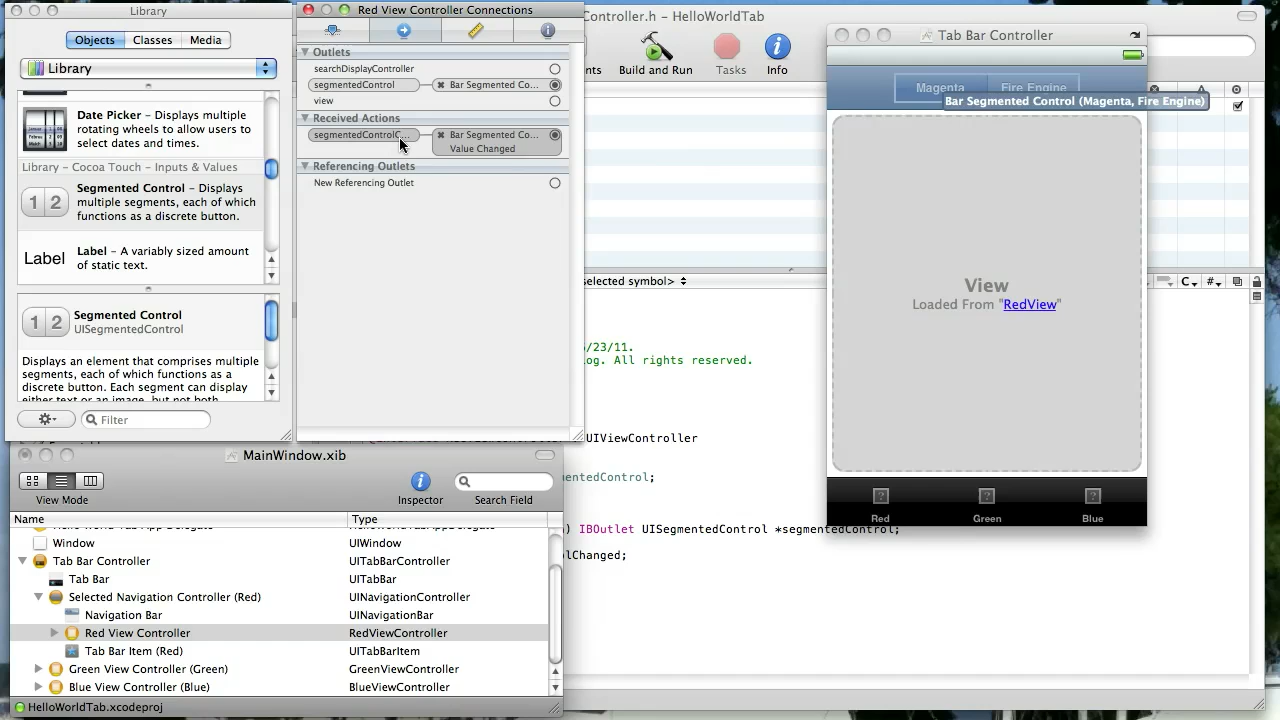 Library
Objects
Classes
Media
Library
Date Picker – Displays multiple
rotating wheels to allow users to
select dates and times.
Library – Cocoa Touch – Inputs & Values
1 2
Segmented Control – Displays
multiple segments, each of which
functions as a discrete button.
Label
Label – A variably sized amount
of static text.
1 2
Segmented Control
UISegmentedControl
Displays an element that comprises multiple
segments, each of which functions as a
discrete button. Each segment can display
either text or an image, but not both.
Filter
Red View Controller Connections
Outlets
searchDisplayController
segmentedControl
Bar Segmented Co...
view
Received Actions
segmentedControlC...
Bar Segmented Co...
Value Changed
Referencing Outlets
New Referencing Outlet
Controller.h – HelloWorldTab
nts
Build and Run
Tasks
Info
selected symbol>
C
#
/23/11.
og. All rights reserved.
UIViewController
entedControl;
) IBOutlet UISegmentedControl *segmentedControl;
olChanged;
Tab Bar Controller
Magenta
Fire Engine
Bar Segmented Control (Magenta, Fire Engine)
View
Loaded From "RedView"
Red
Green
Blue
MainWindow.xib
View Mode
Inspector
Search Field
Name
Type
Window
UIWindow
Tab Bar Controller
UITabBarController
Tab Bar
UITabBar
Selected Navigation Controller (Red)
UINavigationController
Navigation Bar
UINavigationBar
Red View Controller
RedViewController
Tab Bar Item (Red)
UITabBarItem
Green View Controller (Green)
GreenViewController
Blue View Controller (Blue)
BlueViewController
HelloWorldTab.xcodeproj